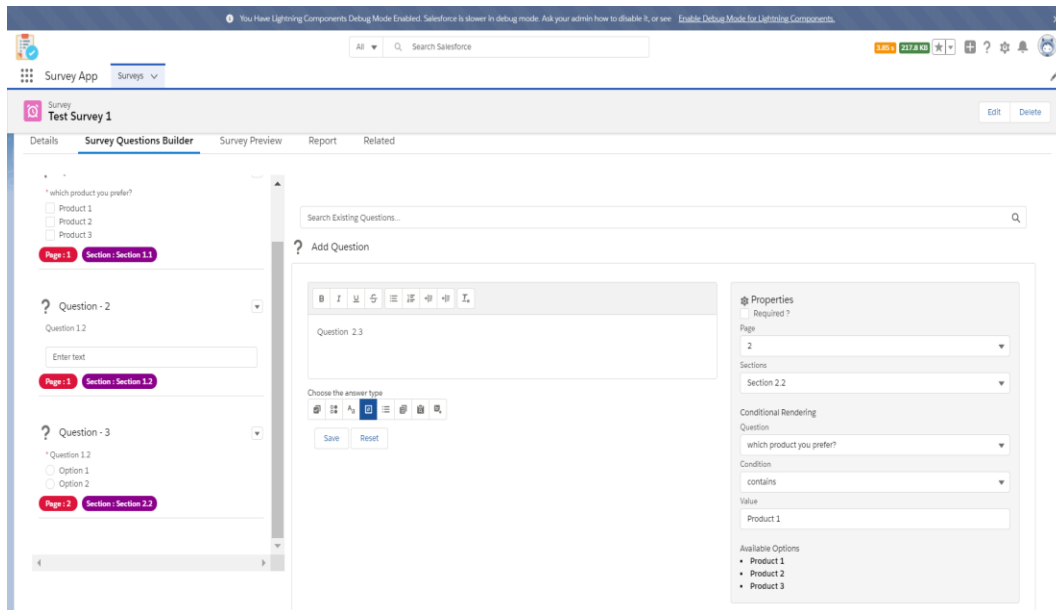 You Have Lightning Components Debug Mode Enabled. Salesforce is slower in debug mode. Ask your admin how to disable it, or see Enable Debug Mode for Lightning Components.
All
Search Salesforce
3.85 s 217.8 KB
Survey App
Surveys
Survey
Test Survey 1
Edit
Delete
Details
Survey Questions Builder
Survey Preview
Report
Related
* which product you prefer?
Product 1
Product 2
Product 3
Page : 1
Section : Section 1.1
Question - 2
Question 1.2
Enter text
Page : 1
Section : Section 1.2
Question - 3
* Question 1.2
Option 1
Option 2
Page : 2
Section : Section 2.2
Search Existing Questions...
Add Question
Question 2.3
Choose the answer type
Save
Reset
Properties
Required ?
Page
2
Sections
Section 2.2
Conditional Rendering
Question
which product you prefer?
Condition
contains
Value
Product 1
Available Options
• Product 1
• Product 2
• Product 3